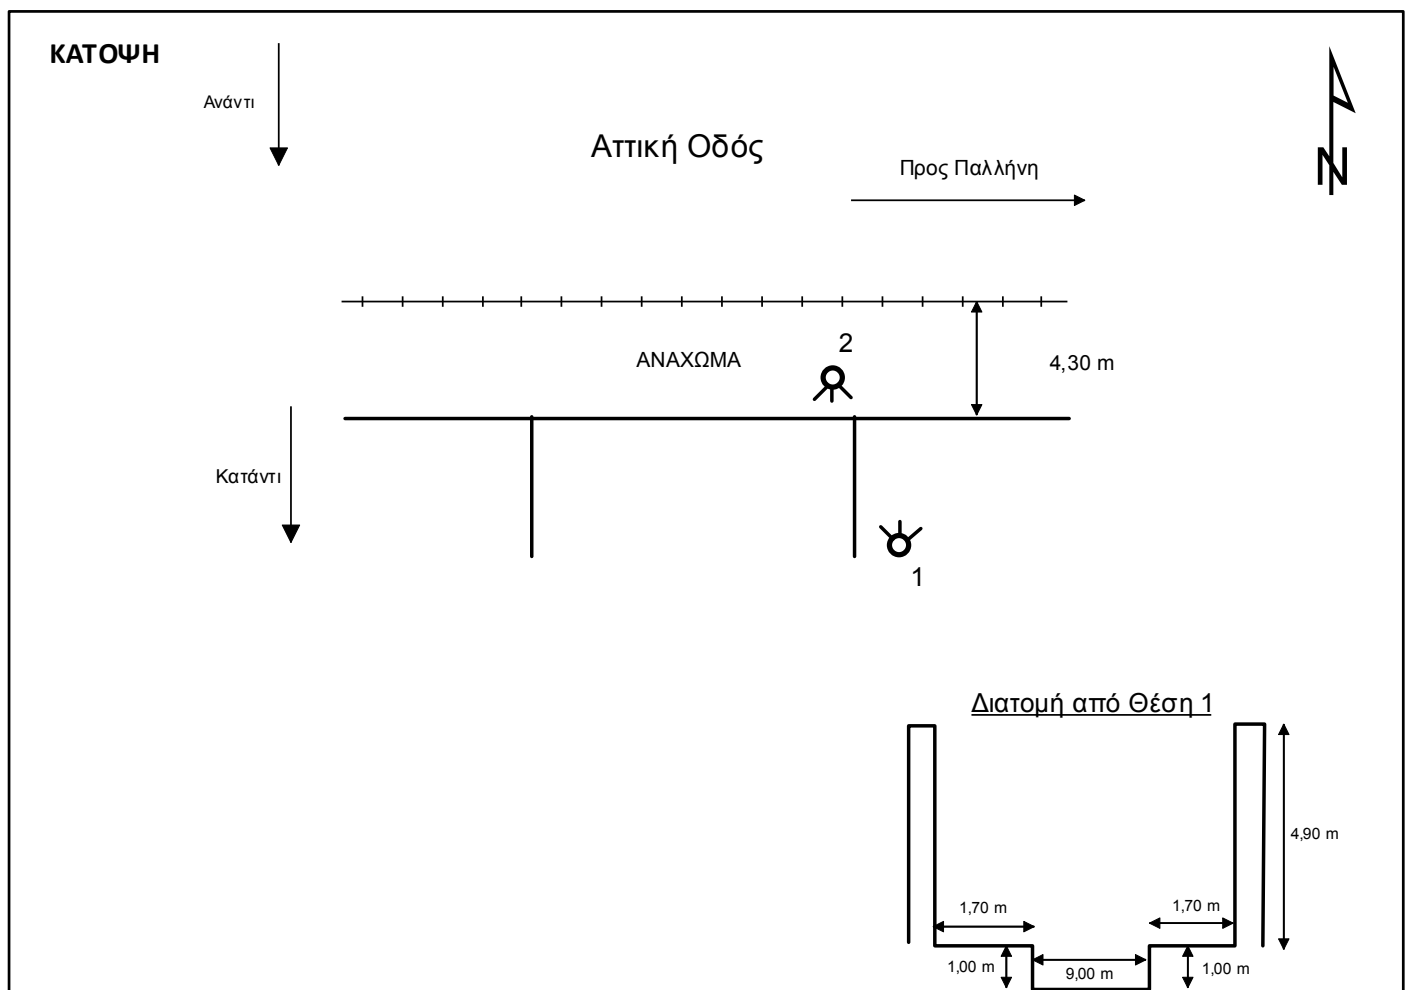 ΚΑΤΟΨΗ
Ανάντι
Αττική Οδός
Προς Παλλήνη
N
2
ΑΝΑΧΩΜΑ
4,30 m
Κατάντι
1
Διατομή από Θέση 1
4,90 m
1,70 m
1,70 m
1,00 m
9,00 m
1,00 m